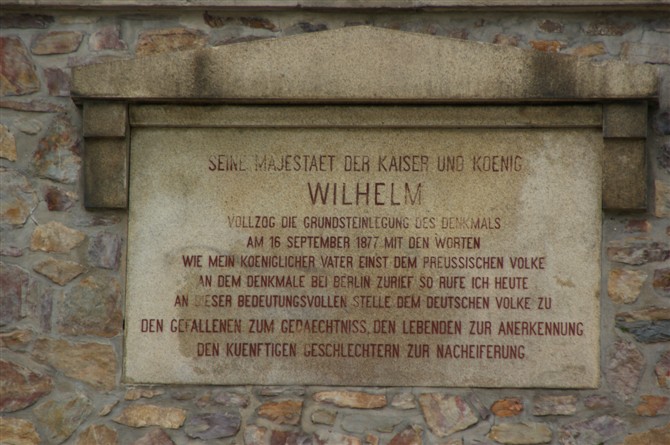 SEINE MAJESTAET DER KAISER UND KOENIG
WILHELM
VOLLZOG DIE GRUNDSTEINLEGUNG DES DENKMALS
AM 16 SEPTEMBER 1877 MIT DEN WORTEN
WIE MEIN KOENIGLICHER VATER EINST DEM PREUSSISCHEN VOLKE
AN DEM DENKMALE BEI BERLIN ZURIEF SO RUFE ICH HEUTE
AN DIESER BEDEUTUNGSVOLLEN STELLE DEM DEUTSCHEN VOLKE ZU
DEN GEFALLENEN ZUM GEDAECHTNISS, DEN LEBENDEN ZUR ANERKENNUNG
DEN KUENFTIGEN GESCHLECHTERN ZUR NACHEIFERUNG